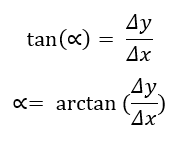 tan(∝) = Δy/Δx
∝= arctan (Δy/Δx)